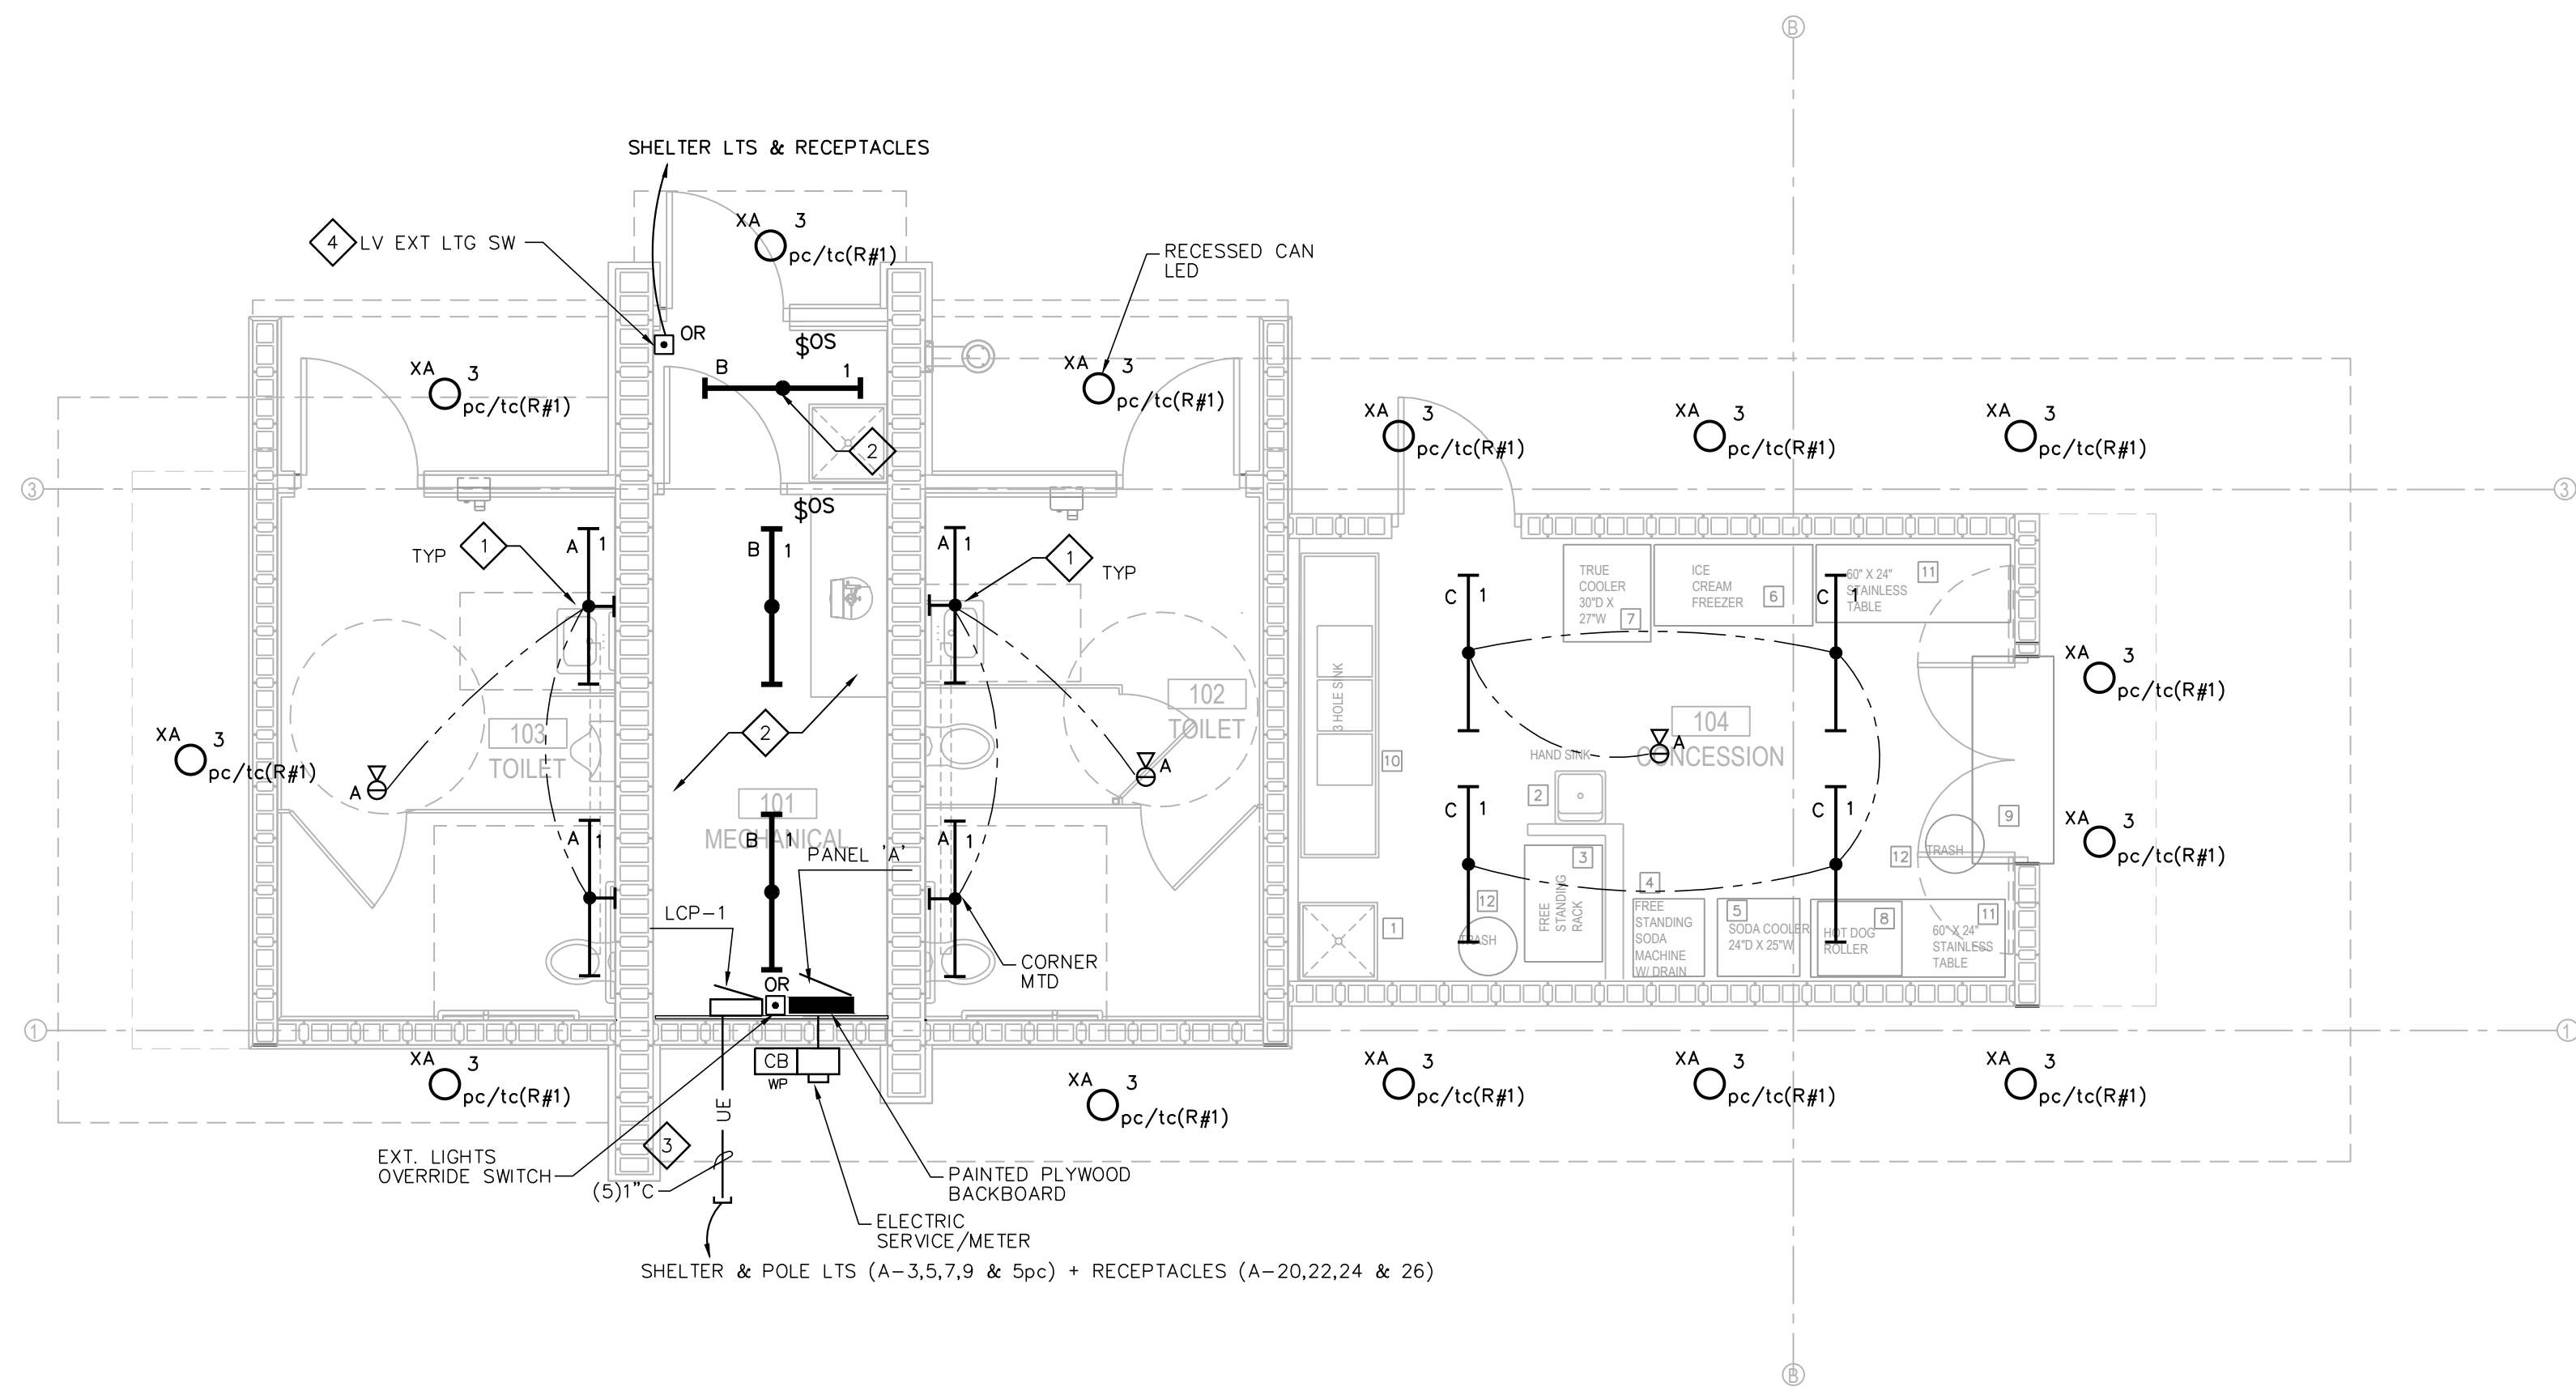 B
SHELTER LTS & RECEPTACLES
XA 3
pc/tc(R#1)
4 LV EXT LTG SW
RECESSED CAN
LED
OR
$OS
B 1
XA 3
pc/tc(R#1)
XA 3
pc/tc(R#1)
XA 3
pc/tc(R#1)
XA 3
pc/tc(R#1)
XA 3
pc/tc(R#1)
2
3
3
$OS
TYP 1
A 1
B 1
A 1
1 TYP
C 1
TRUE
COOLER
30"D X
27"W
7
ICE
CREAM
FREEZER
6
C 1
60" X 24"
STAINLESS
TABLE
11
XA 3
pc/tc(R#1)
XA 3
pc/tc(R#1)
103
TOILET
A
2
102
TOILET
A
3 HOLE SINK
10
HAND SINK
2
104
CONCESSION
A
101
MECHANICAL
A 1
B 1
A 1
PANEL 'A'
C 1
C 1
9
XA 3
pc/tc(R#1)
12
TRASH
LCP-1
OR
CORNER
MTD
1
12
TRASH
3
FREE
STANDING
RACK
4
FREE
STANDING
SODA
MACHINE
W/ DRAIN
5
SODA COOLER
24"D X 25"W
8
HOT DOG
ROLLER
11
60" X 24"
STAINLESS
TABLE
1
1
XA 3
pc/tc(R#1)
CB
WP
XA 3
pc/tc(R#1)
XA 3
pc/tc(R#1)
XA 3
pc/tc(R#1)
XA 3
pc/tc(R#1)
UE
3
EXT. LIGHTS
OVERRIDE SWITCH
(5)1"C
PAINTED PLYWOOD
BACKBOARD
ELECTRIC
SERVICE/METER
SHELTER & POLE LTS (A-3,5,7,9 & 5pc) + RECEPTACLES (A-20,22,24 & 26)
B